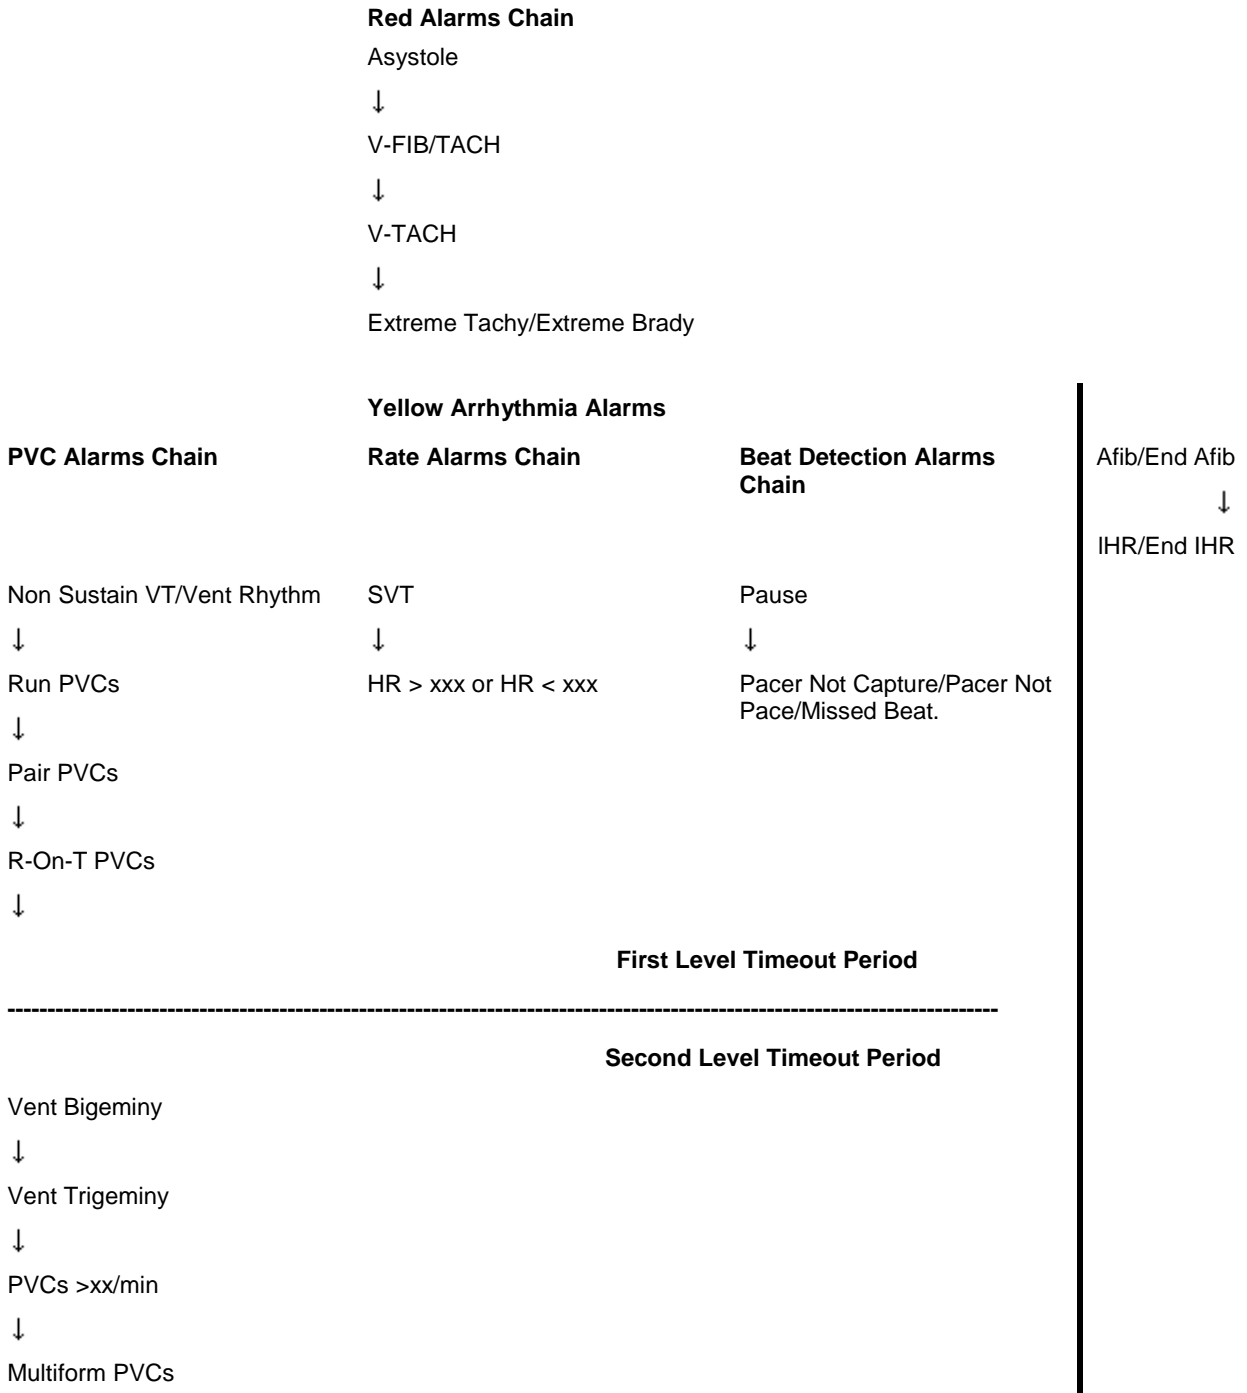 Red Alarms Chain
Asystole
↓
V-FIB/TACH
↓
V-TACH
↓
Extreme Tachy/Extreme Brady
Yellow Arrhythmia Alarms
PVC Alarms Chain
Rate Alarms Chain
Beat Detection Alarms
Chain
Afib/End Afib
↓
IHR/End IHR
Non Sustain VT/Vent Rhythm
↓
Run PVCs
↓
Pair PVCs
↓
R-On-T PVCs
↓
SVT
↓
HR > xxx or HR < xxx
Pause
↓
Pacer Not Capture/Pacer Not
Pace/Missed Beat.
First Level Timeout Period
------------------------------------------------------------------------------------------------------------------------------
Second Level Timeout Period
Vent Bigeminy
↓
Vent Trigeminy
↓
PVCs >xx/min
↓
Multiform PVCs